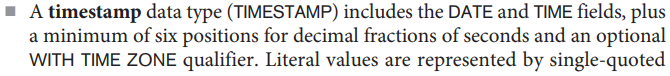 ■ A timestamp data type (TIMESTAMP) includes the DATE and TIME fields, plus
a minimum of six positions for decimal fractions of seconds and an optional
WITH TIME ZONE qualifier. Literal values are represented by single-quoted